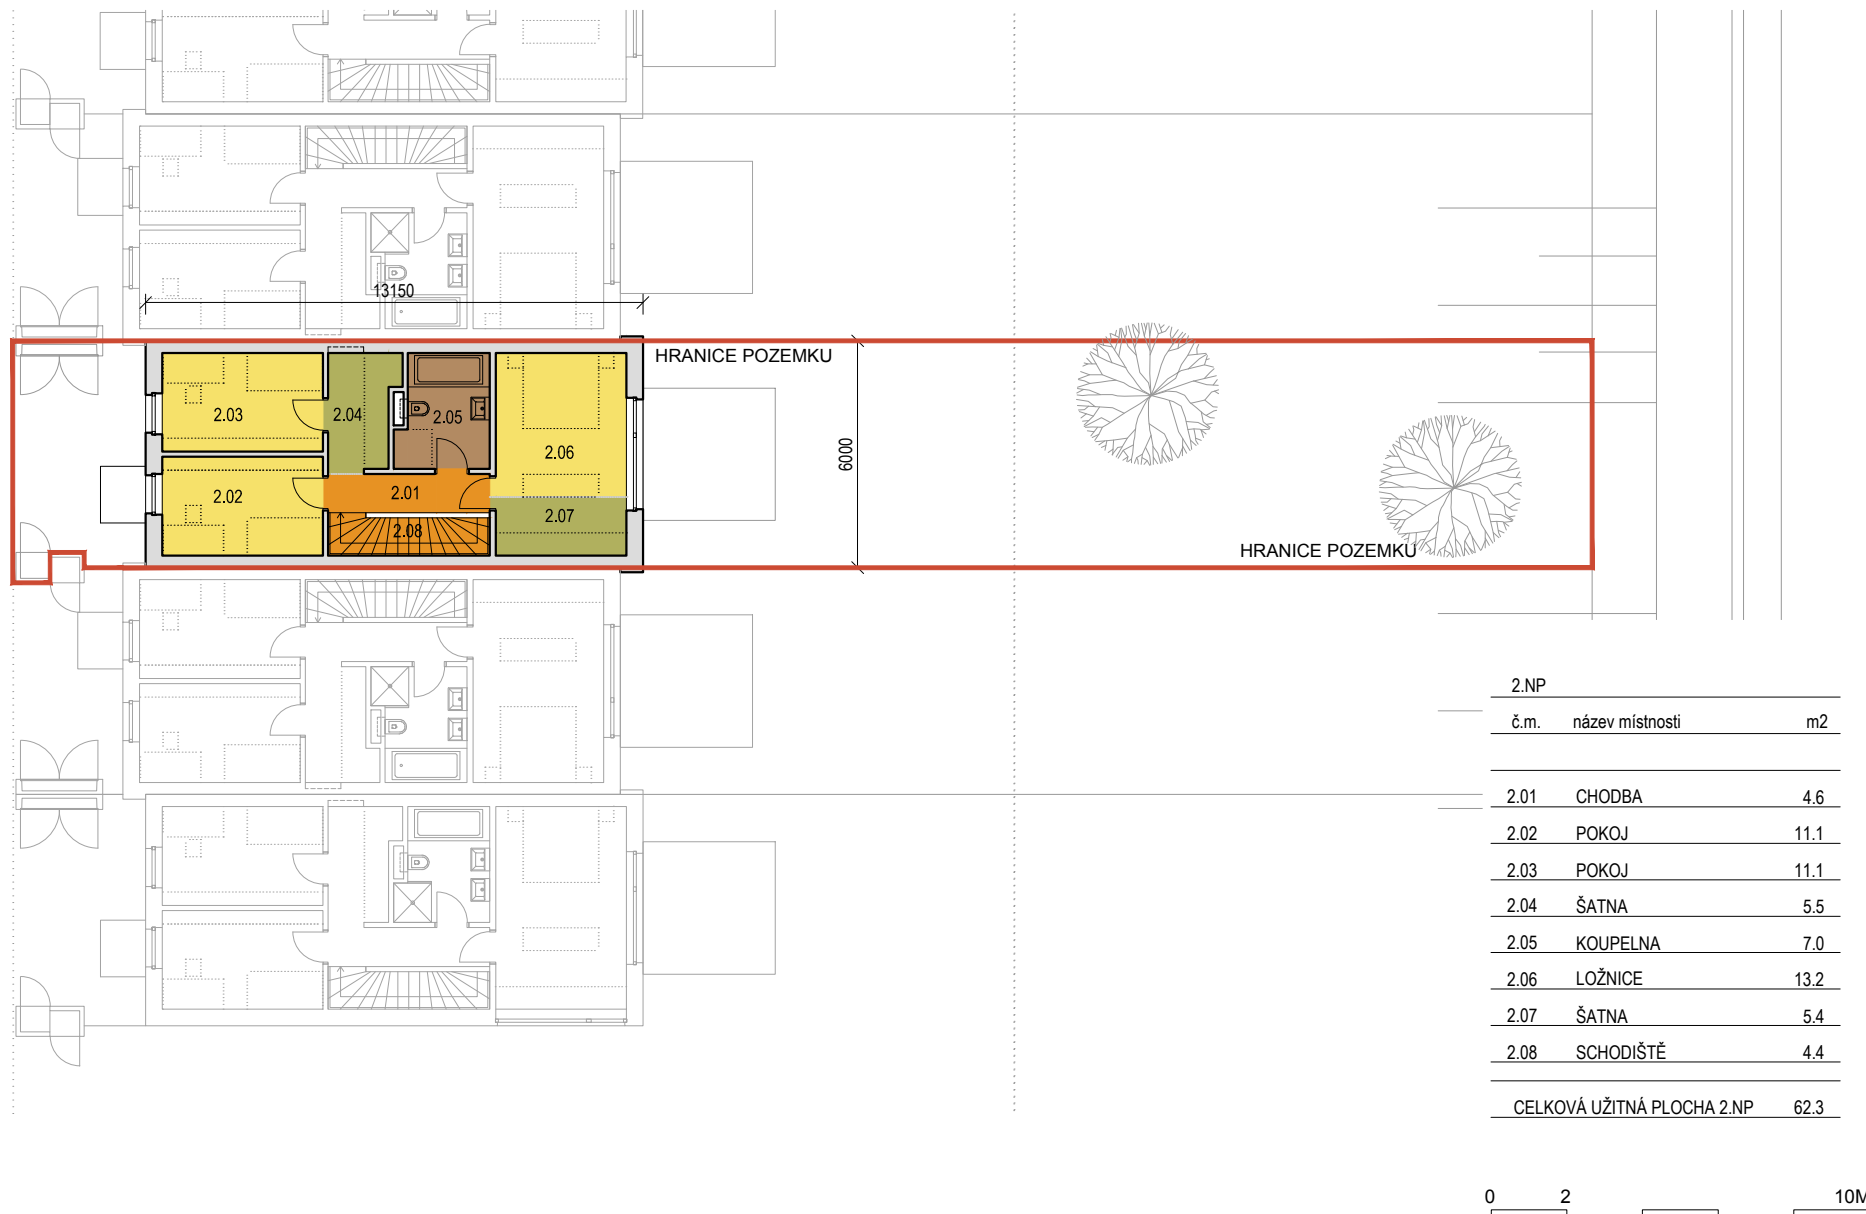 13150
HRANICE POZEMKU
2.03
2.04
2.05
2.06
6000
2.02
2.01
2.07
2.08
HRANICE POZEMKU
2.NP
č.m. název místnosti m2
2.01 CHODBA 4.6
2.02 POKOJ 11.1
2.03 POKOJ 11.1
2.04 ŠATNA 5.5
2.05 KOUPELNA 7.0
2.06 LOŽNICE 13.2
2.07 ŠATNA 5.4
2.08 SCHODIŠTĚ 4.4
CELKOVÁ UŽITNÁ PLOCHA 2.NP 62.3
0 2 10M